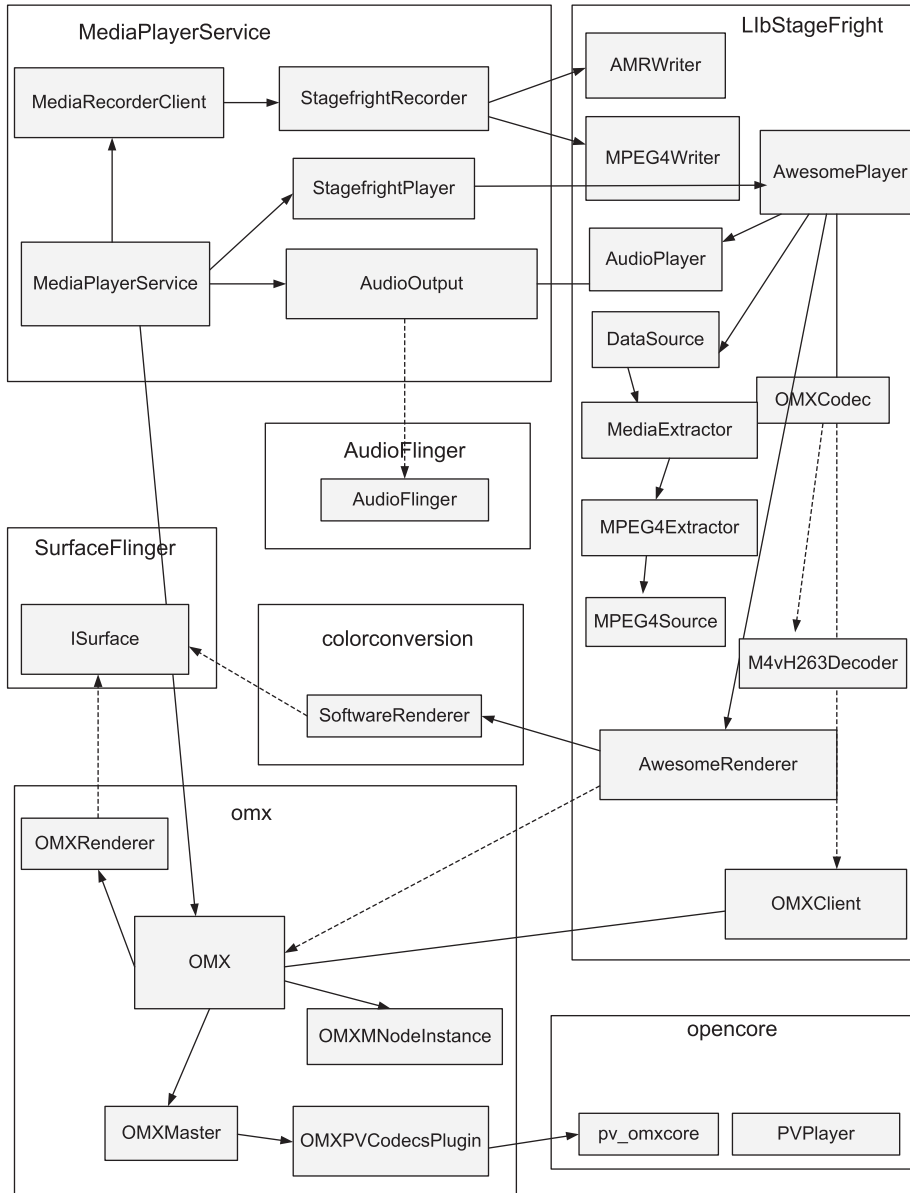 MediaPlayerService
LIbStageFright
MediaRecorderClient
StagefrightRecorder
AMRWriter
MPEG4Writer
AwesomePlayer
StagefrightPlayer
MediaPlayerService
AudioOutput
AudioPlayer
DataSource
OMXCodec
MediaExtractor
AudioFlinger
AudioFlinger
MPEG4Extractor
SurfaceFlinger
ISurface
colorconversion
MPEG4Source
M4vH263Decoder
SoftwareRenderer
AwesomeRenderer
omx
OMXRenderer
OMXClient
OMX
OMXMNodeInstance
opencore
OMXMaster
OMXPVCodecsPlugin
pv_omxcore
PVPlayer